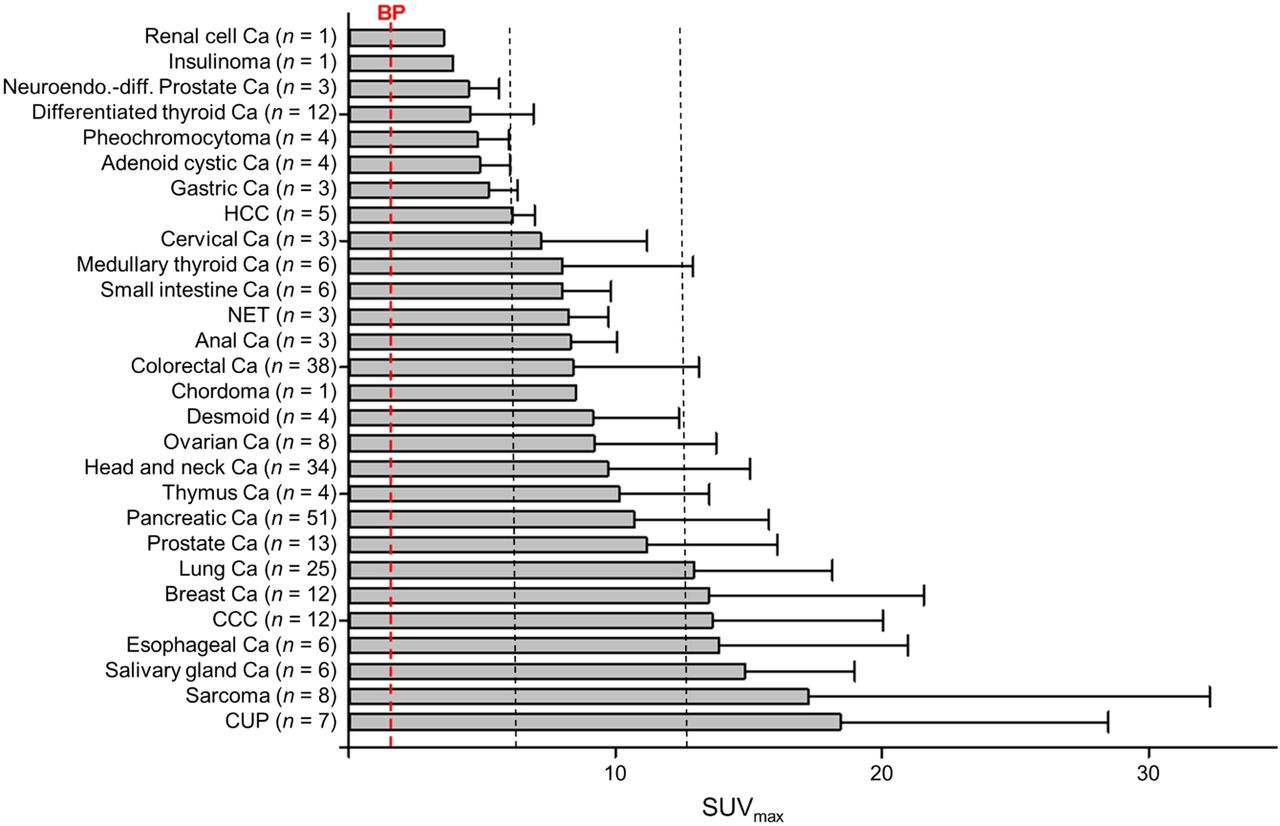 BP
Renal cell Ca (n = 1)
Insulinoma (n = 1)
Neuroendo.-diff. Prostate Ca (n = 3)
Differentiated thyroid Ca (n = 12)
Pheochromocytoma (n = 4)
Adenoid cystic Ca (n = 4)
Gastric Ca (n = 3)
HCC (n = 5)
Cervical Ca (n = 3)
Medullary thyroid Ca (n = 6)
Small intestine Ca (n = 6)
NET (n = 3)
Anal Ca (n = 3)
Colorectal Ca (n = 38)
Chordoma (n = 1)
Desmoid (n = 4)
Ovarian Ca (n = 8)
Head and neck Ca (n = 34)
Thymus Ca (n = 4)
Pancreatic Ca (n = 51)
Prostate Ca (n = 13)
Lung Ca (n = 25)
Breast Ca (n = 12)
CCC (n = 12)
Esophageal Ca (n = 6)
Salivary gland Ca (n = 6)
Sarcoma (n = 8)
CUP (n = 7)
10 20 30
SUVmax